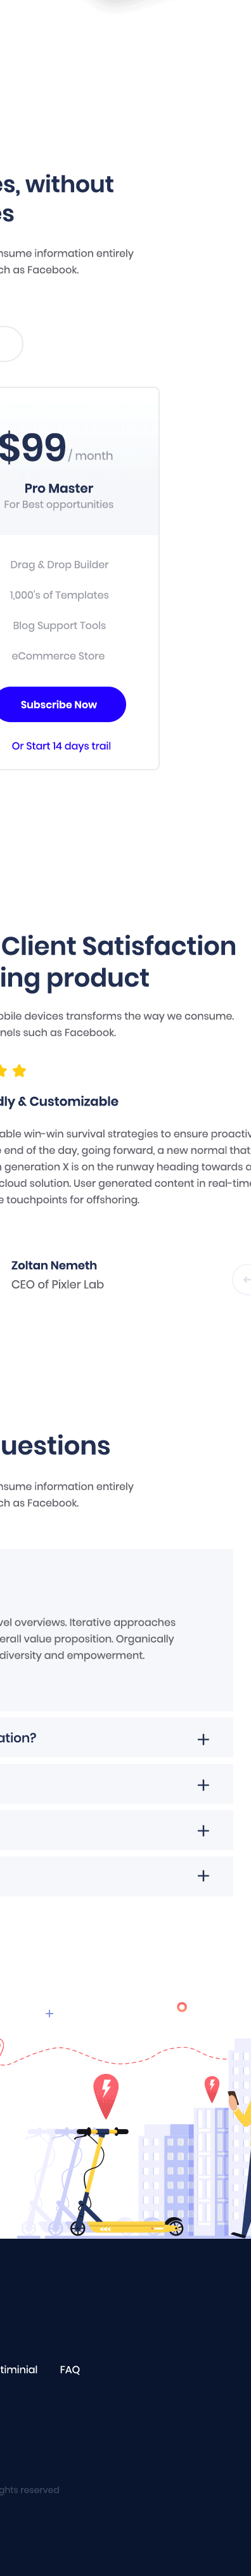 es, without
es
nsume information entirely
ch as Facebook.
$99 / month
Pro Master
For Best opportunities
Drag & Drop Builder
1,000's of Templates
Blog Support Tools
eCommerce Store
Subscribe Now
Or Start 14 days trail
Client Satisfaction
ing product
obile devices transforms the way we consume.
nels such as Facebook.
dly & Customizable
able win-win survival strategies to ensure proactiv
e end of the day, going forward, a new normal that
generation X is on the runway heading towards a
cloud solution. User generated content in real-time
e touchpoints for offshoring.
Zoltan Nemeth
CEO of Pixler Lab
uestions
nsume information entirely
ch as Facebook.
vel overviews. Iterative approaches
erall value proposition. Organically
diversity and empowerment.
ation?
timinial FAQ
ghts reserved